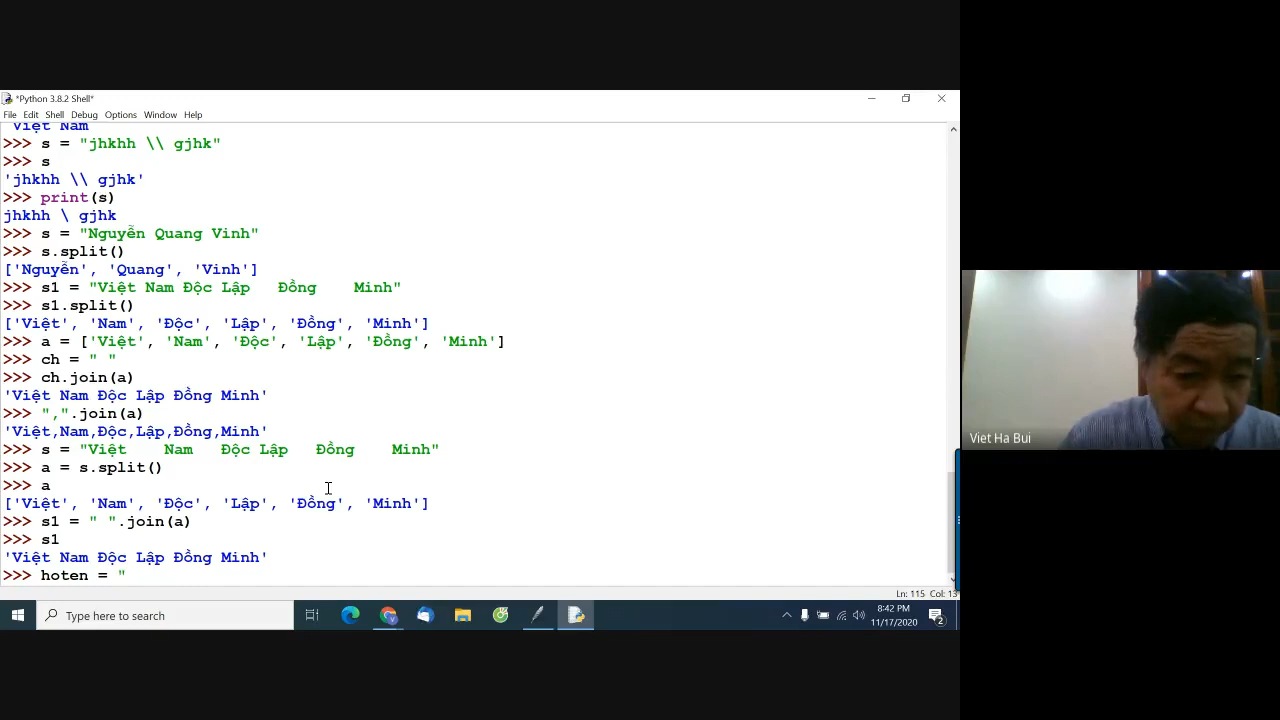 *Python 3.8.2 Shell*
File Edit Shell Debug Options Window Help
'Việt Nam'
>>> s = "jhkhh \\ gjhk"
>>> s
'jhkhh \\ gjhk'
>>> print(s)
jhkhh \ gjhk
>>> s = "Nguyễn Quang Vinh"
>>> s.split()
['Nguyễn', 'Quang', 'Vinh']
>>> s1 = "Việt Nam Độc Lập   Đồng    Minh"
>>> s1.split()
['Việt', 'Nam', 'Độc', 'Lập', 'Đồng', 'Minh']
>>> a = ['Việt', 'Nam', 'Độc', 'Lập', 'Đồng', 'Minh']
>>> ch = " "
>>> ch.join(a)
'Việt Nam Độc Lập Đồng Minh'
>>> ",".join(a)
'Việt,Nam,Độc,Lập,Đồng,Minh'
>>> s = "Việt    Nam   Độc Lập   Đồng    Minh"
>>> a = s.split()
>>> a
['Việt', 'Nam', 'Độc', 'Lập', 'Đồng', 'Minh']
>>> s1 = " ".join(a)
>>> s1
'Việt Nam Độc Lập Đồng Minh'
>>> hoten = "
Ln: 115 Col: 13
Type here to search
8:42 PM
11/17/2020
2
Viet Ha Bui